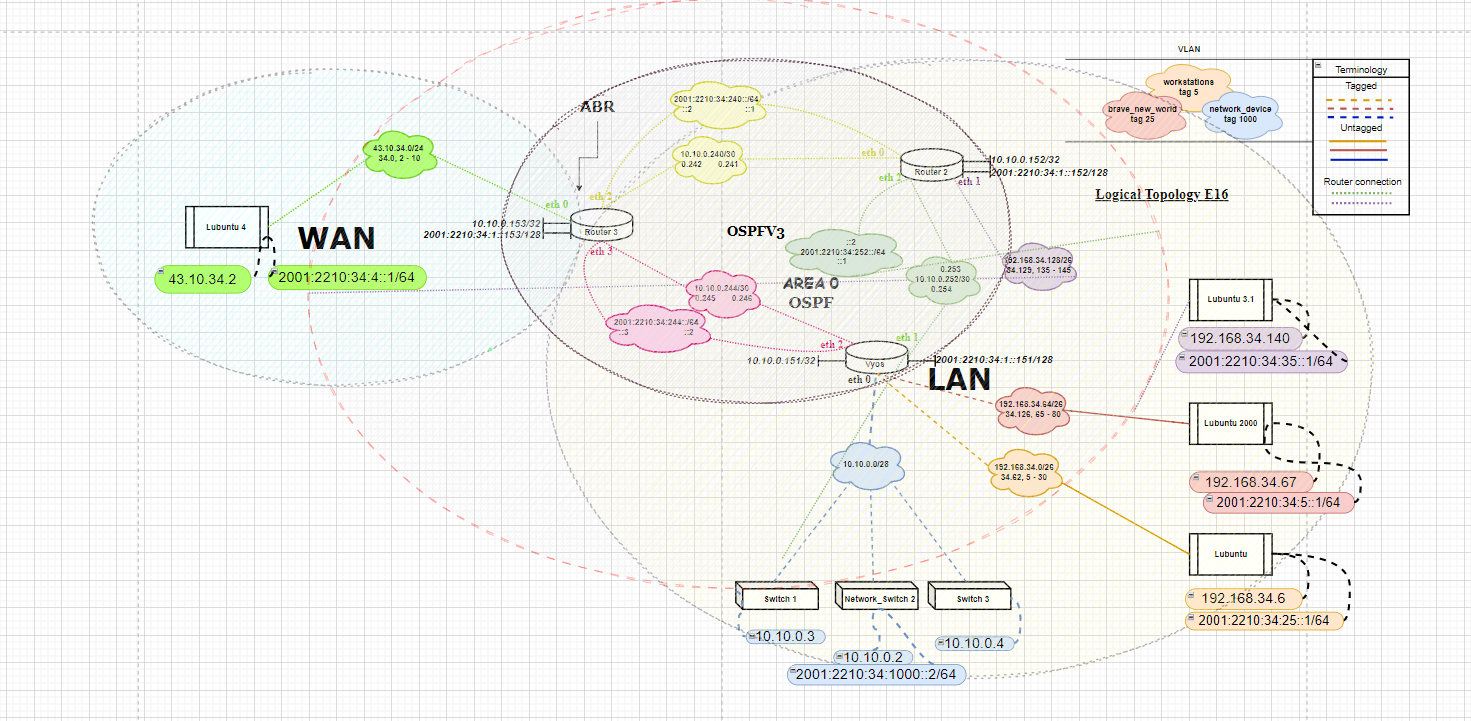 VLAN
workstations
tag 5
brave_new_world
tag 25
network_device
tag 1000
Terminology
Tagged
Untagged
Router connection
Logical Topology E16
ABR
2001:2210:34:240::/64
::2 ::1
10.10.0.240/30
0.242 0.241
eth 0
eth 2
eth 1
Router 2
10.10.0.152/32
2001:2210:34:1::152/128
43.10.34.0/24
34.0, 2 - 10
eth 0
eth 2
eth 3
Router 3
10.10.0.153/32
2001:2210:34:1::153/128
Lubuntu 4
WAN
43.10.34.2
2001:2210:34:4::1/64
OSPFV3
::2
2001:2210:34:252::/64
::1
AREA 0
OSPF
0.253
10.10.0.252/30
0.254
192.168.34.128/26
34.129, 135 - 145
10.10.0.244/30
0.245 0.246
2001:2210:34:244::/64
::3 ::2
eth 2
eth 1
eth 0
Vyos
10.10.0.151/32
2001:2210:34:1::151/128
LAN
Lubuntu 3.1
192.168.34.140
2001:2210:34:35::1/64
192.168.34.64/26
34.126, 65 - 80
Lubuntu 2000
192.168.34.67
2001:2210:34:5::1/64
10.10.0.0/28
192.168.34.0/26
34.62, 5 - 30
Lubuntu
192.168.34.6
2001:2210:34:25::1/64
Switch 1
Network_Switch 2
Switch 3
10.10.0.3
10.10.0.2
10.10.0.4
2001:2210:34:1000::2/64